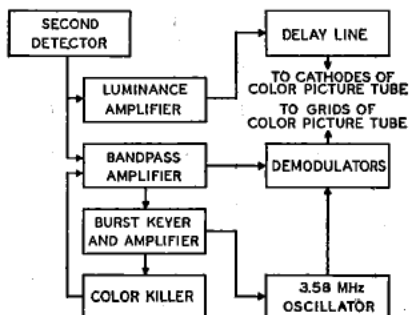 SECOND
DETECTOR
DELAY LINE
TO CATHODES OF
COLOR PICTURE TUBE
LUMINANCE
AMPLIFIER
TO GRIDS OF
COLOR PICTURE TUBE
BANDPASS
AMPLIFIER
DEMODULATORS
BURST KEYER
AND AMPLIFIER
COLOR KILLER
3.58 MHz
OSCILLATOR